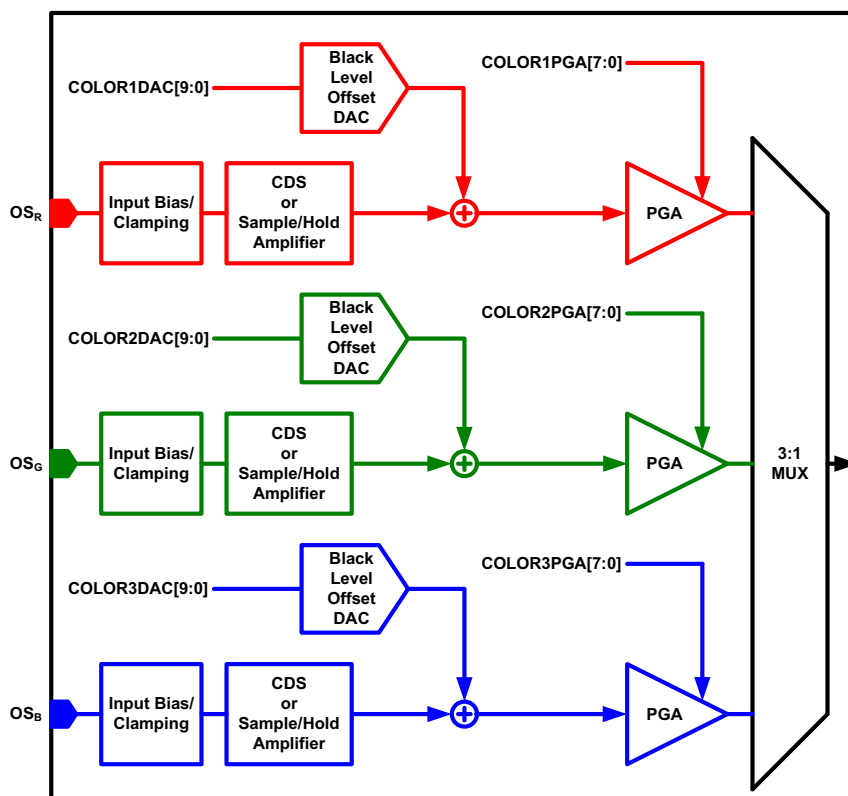 COLOR1DAC[9:0]
Black
Level
Offset
DAC
COLOR1PGA[7:0]
OSR
Input Bias/
Clamping
CDS
or
Sample/Hold
Amplifier
PGA
COLOR2DAC[9:0]
Black
Level
Offset
DAC
COLOR2PGA[7:0]
OSG
Input Bias/
Clamping
CDS
or
Sample/Hold
Amplifier
PGA
3:1
MUX
COLOR3DAC[9:0]
Black
Level
Offset
DAC
COLOR3PGA[7:0]
OSB
Input Bias/
Clamping
CDS
or
Sample/Hold
Amplifier
PGA